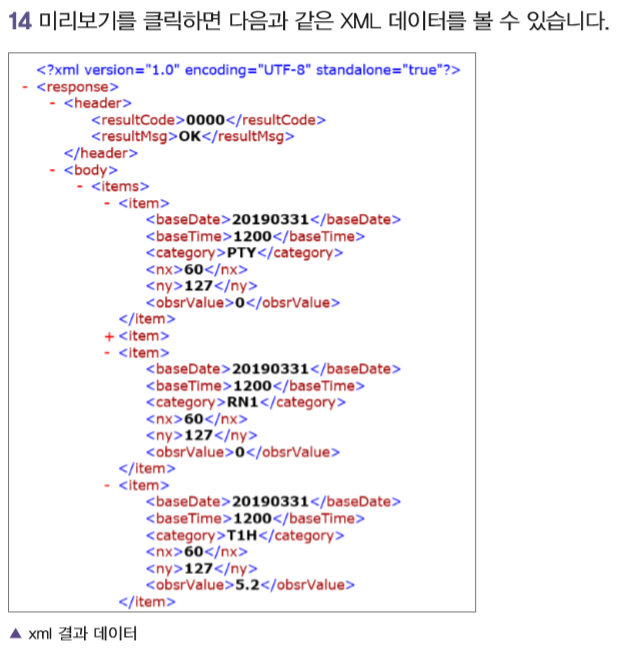 14 미리보기를 클릭하면 다음과 같은 XML 데이터를 볼 수 있습니다.
<?xml version="1.0" encoding="UTF-8" standalone="true"?>
- <response>
- <header>
<resultCode>0000</resultCode>
<resultMsg>OK</resultMsg>
</header>
- <body>
- <items>
- <item>
<baseDate>20190331</baseDate>
<baseTime>1200</baseTime>
<category>PTY</category>
<nx>60</nx>
<ny>127</ny>
<obsrValue>0</obsrValue>
</item>
+ <item>
- <item>
<baseDate>20190331</baseDate>
<baseTime>1200</baseTime>
<category>RN1</category>
<nx>60</nx>
<ny>127</ny>
<obsrValue>0</obsrValue>
</item>
- <item>
<baseDate>20190331</baseDate>
<baseTime>1200</baseTime>
<category>T1H</category>
<nx>60</nx>
<ny>127</ny>
<obsrValue>5.2</obsrValue>
</item>
▲ xml 결과 데이터